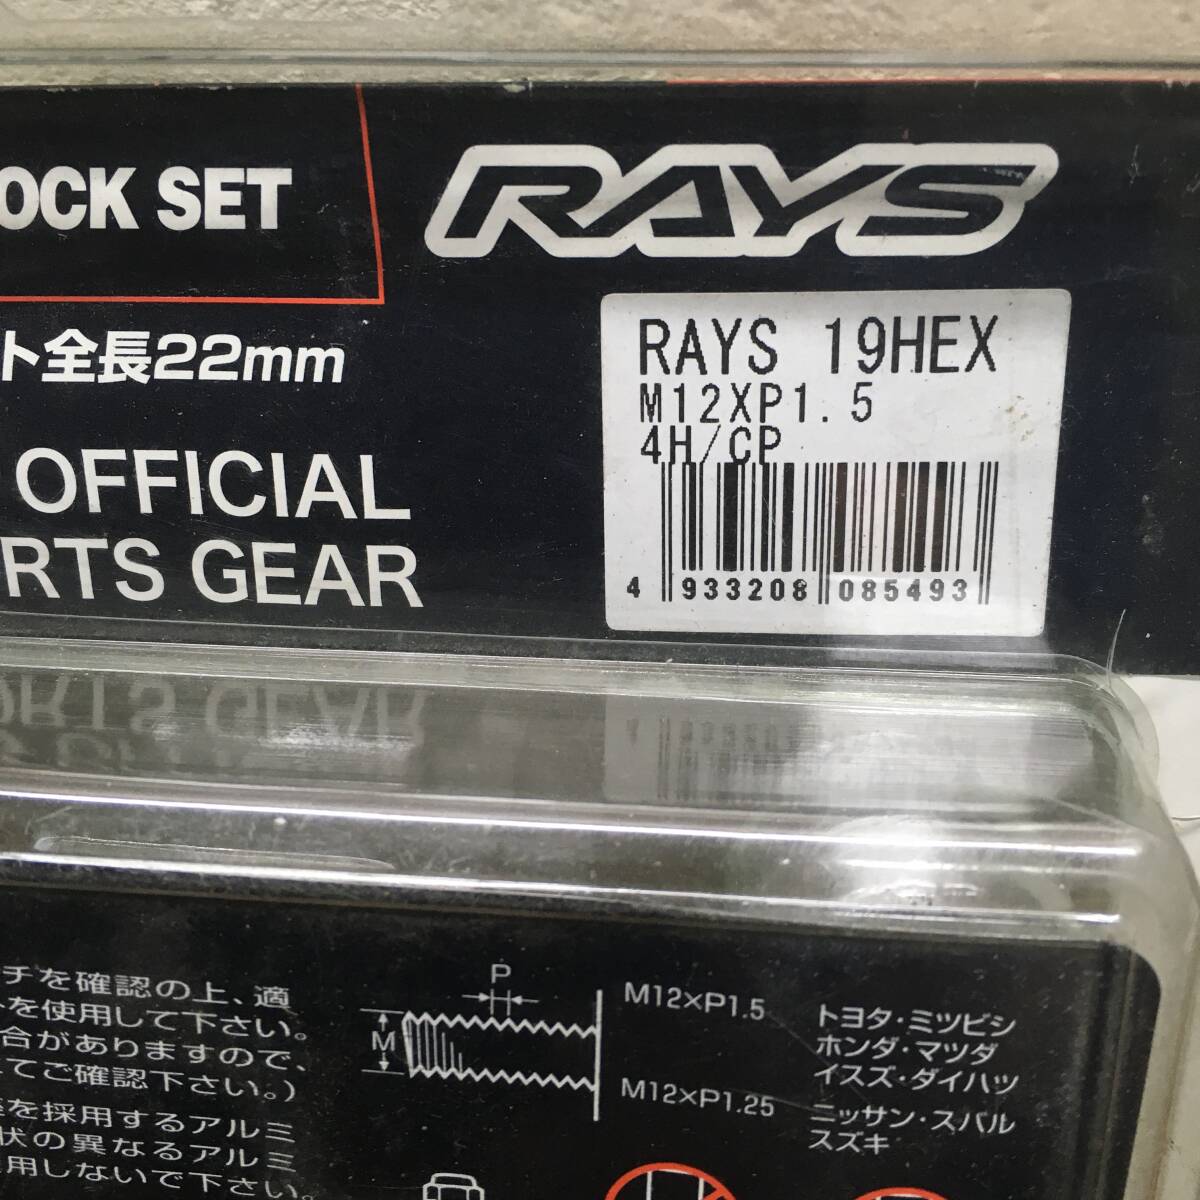 OCK SET
RAYS
ト全長22mm
OFFICIAL
RTS GEAR
RAYS 19HEX
M12XP1.5
4H/CP
4 933208 085493
チを確認の上、適
を使用して下さい。
合がありますので、
てご確認下さい。)
を採用するアルミ
状の異なるアルミ
用しないで下さい。
P
M
M12×P1.5
トヨタ・ミツビシ
ホンダ・マツダ
イスズ・ダイハツ
M12×P1.25
ニッサン・スバル
スズキ